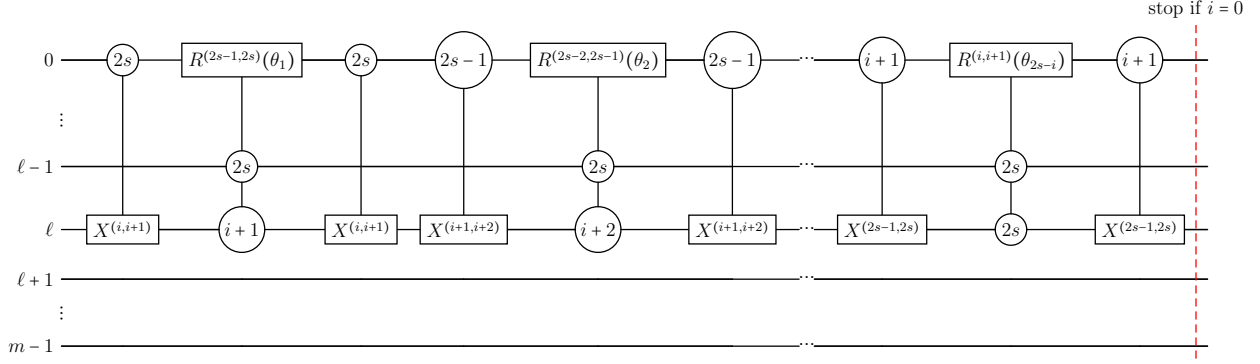 stop if i = 0
0 2s R^{(2s−1,2s)}(θ_1) 2s 2s−1 R^{(2s−2,2s−1)}(θ_2) 2s−1 ... i+1 R^{(i,i+1)}(θ_{2s−i}) i+1
⋮
ℓ−1 2s 2s ... 2s
ℓ X^{(i,i+1)} i+1 X^{(i,i+1)} X^{(i+1,i+2)} i+2 X^{(i+1,i+2)} ... X^{(2s−1,2s)} 2s X^{(2s−1,2s)}
ℓ+1 ...
⋮
m−1 ...